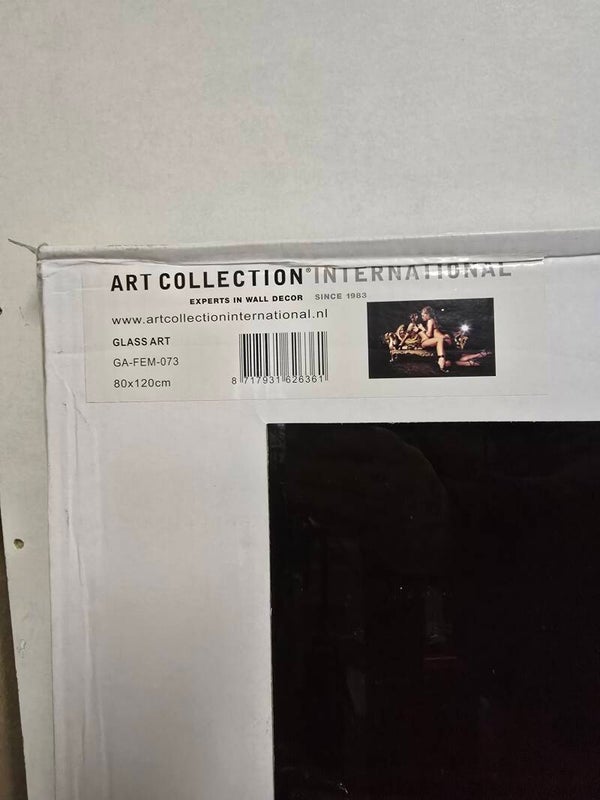 ART COLLECTION® INTERNATIONAL
EXPERTS IN WALL DECOR SINCE 1983
www.artcollectioninternational.nl
GLASS ART
GA-FEM-073
80x120cm
8 717931 626361